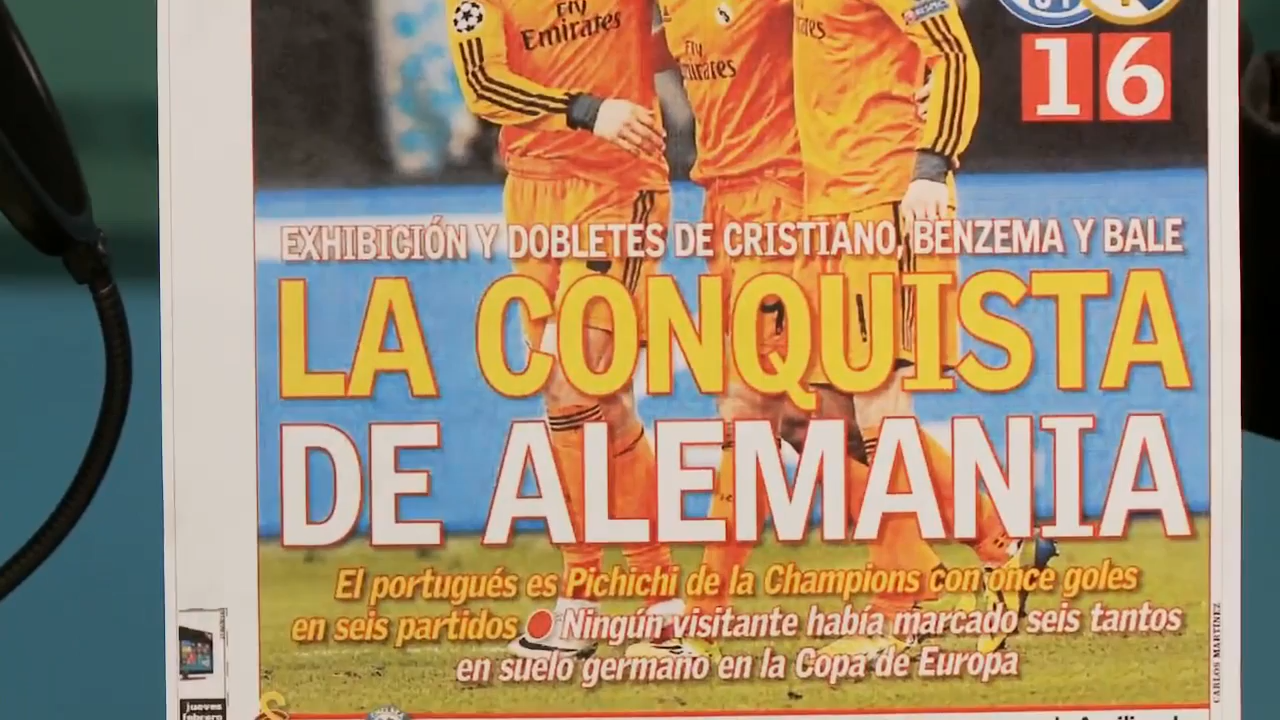 Fly
Emirates
Fly
Emirates
RESPECT
1 6
EXHIBICIÓN Y DOBLETES DE CRISTIANO, BENZEMA Y BALE
LA CONQUISTA
DE ALEMANIA
El portugués es Pichichi de la Champions con once goles
en seis partidos ● Ningún visitante había marcado seis tantos
en suelo germano en la Copa de Europa
CARLOS MARTÍNEZ
jueves
febrero